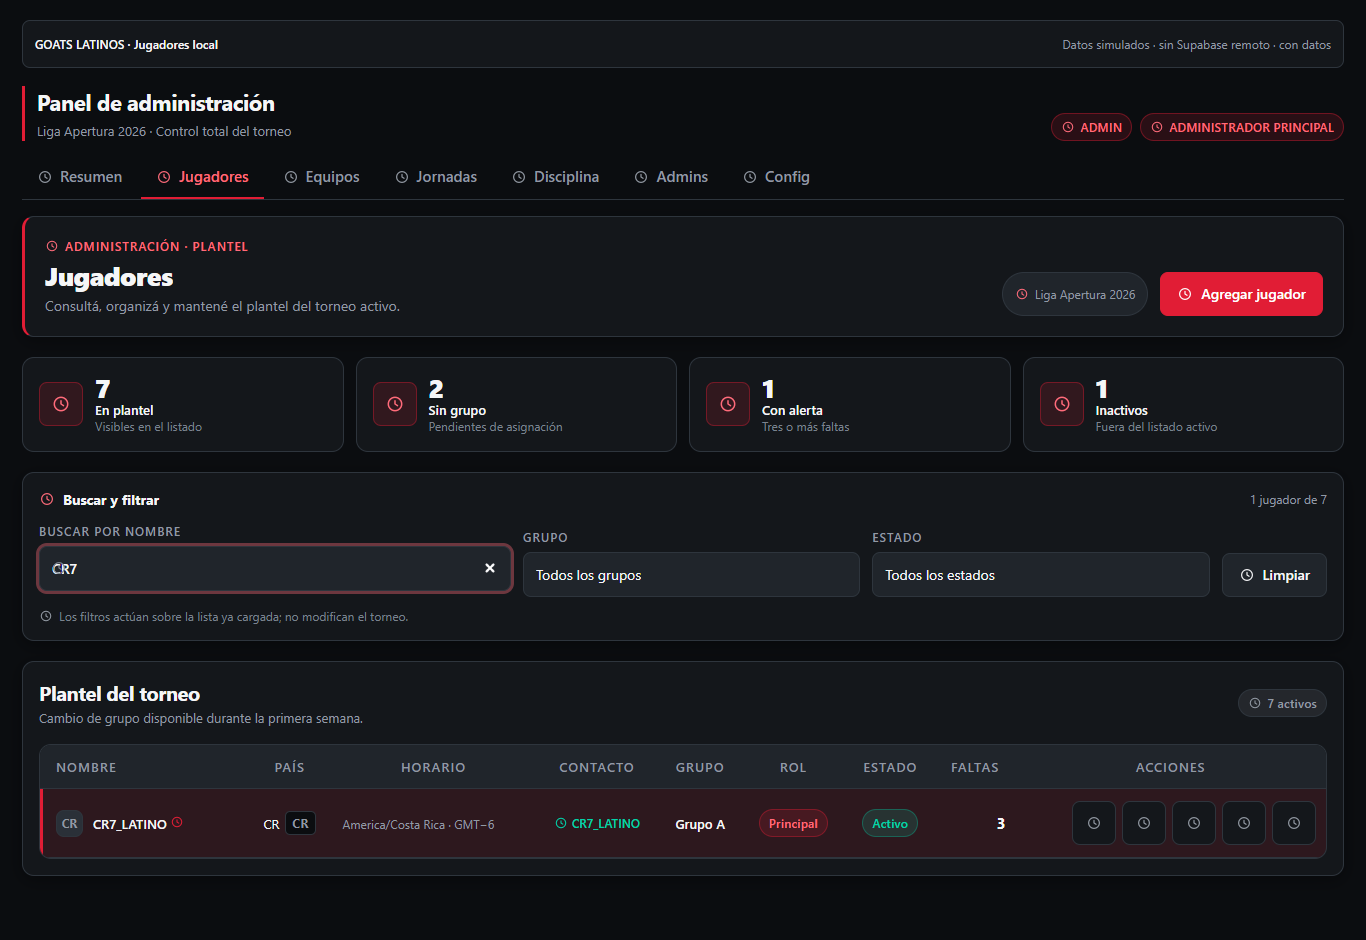 GOATS LATINOS · Jugadores local
Datos simulados · sin Supabase remoto · con datos
Panel de administración
Liga Apertura 2026 · Control total del torneo
ADMIN
ADMINISTRADOR PRINCIPAL
Resumen
Jugadores
Equipos
Jornadas
Disciplina
Admins
Config
ADMINISTRACIÓN · PLANTEL
Jugadores
Consultá, organizá y mantené el plantel del torneo activo.
Liga Apertura 2026
Agregar jugador
7
En plantel
Visibles en el listado
2
Sin grupo
Pendientes de asignación
1
Con alerta
Tres o más faltas
1
Inactivos
Fuera del listado activo
Buscar y filtrar
1 jugador de 7
BUSCAR POR NOMBRE
CR7
GRUPO
Todos los grupos
ESTADO
Todos los estados
Limpiar
Los filtros actúan sobre la lista ya cargada; no modifican el torneo.
Plantel del torneo
Cambio de grupo disponible durante la primera semana.
7 activos
NOMBRE PAÍS HORARIO CONTACTO GRUPO ROL ESTADO FALTAS ACCIONES
CR CR7_LATINO CR CR America/Costa Rica · GMT−6 CR7_LATINO Grupo A Principal Activo 3